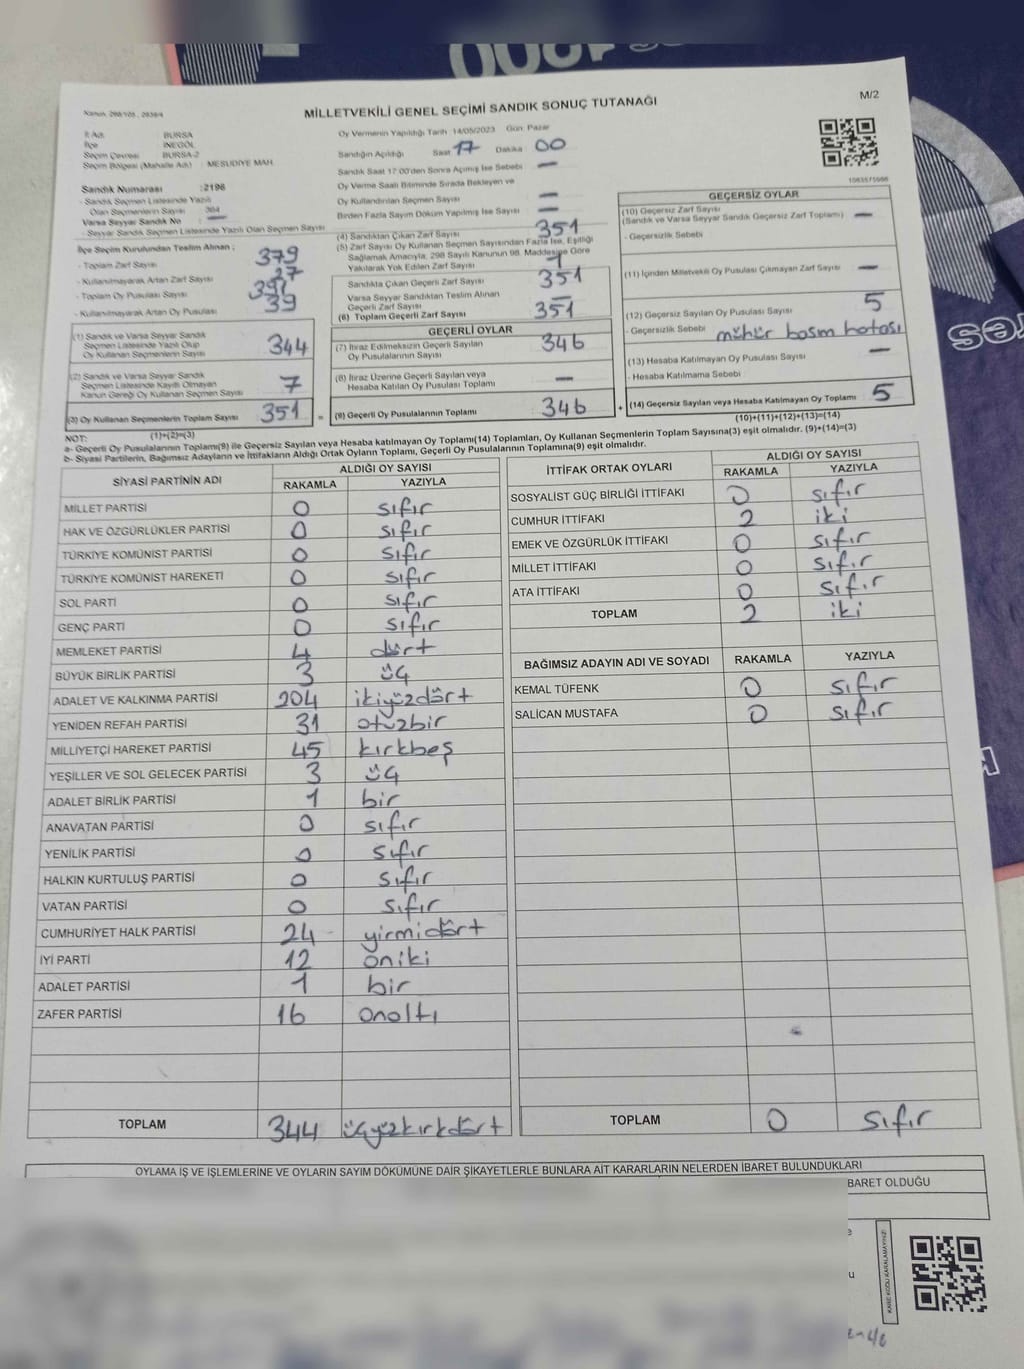 M/2
Kanun: 298/105, 2839/4
MİLLETVEKİLİ GENEL SEÇİMİ SANDIK SONUÇ TUTANAĞI
İl Adı BURSA
İlçe İNEGÖL
Seçim Çevresi BURSA-2
Seçim Bölgesi (Mahalle Adı) : MESUDİYE MAH.
Sandık Numarası :2196
- Sandık Seçmen Listesinde Yazılı
Olan Seçmenlerin Sayısı 364
Varsa Seyyar Sandık No : —
- Seyyar Sandık Seçmen Listesinde Yazılı Olan Seçmen Sayısı
İlçe Seçim Kurulundan Teslim Alınan ;
- Toplam Zarf Sayısı 379
- Kullanılmayarak Artan Zarf Sayısı 27
- Toplam Oy Pusulası Sayısı
- Kullanılmayarak Artan Oy Pusulası 39
(1) Sandık ve Varsa Seyyar Sandık
Seçmen Listesinde Yazılı Olup
Oy Kullanan Seçmenlerin Sayısı 344
(2) Sandık ve Varsa Seyyar Sandık
Seçmen Listesinde Kayıtlı Olmayan
Kanun Gereği Oy Kullanan Seçmen Sayısı 7
(3) Oy Kullanan Seçmenlerin Toplam Sayısı 351 =
(1)+(2)=(3)
Oy Vermenin Yapıldığı Tarih 14/05/2023 Gün Pazar
Sandığın Açıldığı Saat 17 Dakika 00
Sandık Saat 17:00'den Sonra Açılmış İse Sebebi —
Oy Verme Saati Bitiminde Sırada Bekleyen ve
Oy Kullandırılan Seçmen Sayısı —
Birden Fazla Sayım Döküm Yapılmış İse Sayısı —
(4) Sandıktan Çıkan Zarf Sayısı 351
(5) Zarf Sayısı Oy Kullanan Seçmen Sayısından Fazla İse, Eşitliği
Sağlamak Amacıyla, 298 Sayılı Kanunun 98. Maddesine Göre
Yakılarak Yok Edilen Zarf Sayısı
Sandıkta Çıkan Geçerli Zarf Sayısı 351
Varsa Seyyar Sandıktan Teslim Alınan
Geçerli Zarf Sayısı —
(6) Toplam Geçerli Zarf Sayısı 351
GEÇERLİ OYLAR
(7) İtiraz Edilmeksizin Geçerli Sayılan
Oy Pusulalarının Sayısı 346
(8) İtiraz Üzerine Geçerli Sayılan veya
Hesaba Katılan Oy Pusulası Toplamı —
(9) Geçerli Oy Pusulalarının Toplamı 346 +
1083575986
GEÇERSİZ OYLAR
(10) Geçersiz Zarf Sayısı
(Sandık ve Varsa Seyyar Sandık Geçersiz Zarf Toplamı) —
- Geçersizlik Sebebi
(11) İçinden Milletvekili Oy Pusulası Çıkmayan Zarf Sayısı —
(12) Geçersiz Sayılan Oy Pusulası Sayısı 5
- Geçersizlik Sebebi mühür basım hatası
(13) Hesaba Katılmayan Oy Pusulası Sayısı —
- Hesaba Katılmama Sebebi
(14) Geçersiz Sayılan veya Hesaba Katılmayan Oy Toplamı 5
(10)+(11)+(12)+(13)=(14)
NOT:
a- Geçerli Oy Pusulalarının Toplamı(9) ile Geçersiz Sayılan veya Hesaba katılmayan Oy Toplamı(14) Toplamları, Oy Kullanan Seçmenlerin Toplam Sayısına(3) eşit olmalıdır. (9)+(14)=(3)
b- Siyasi Partilerin, Bağımsız Adayların ve İttifakların Aldığı Ortak Oyların Toplamı, Geçerli Oy Pusulalarının Toplamına(9) eşit olmalıdır.
SİYASİ PARTİNİN ADI ALDIĞI OY SAYISI
RAKAMLA YAZIYLA
MİLLET PARTİSİ 0 sıfır
HAK VE ÖZGÜRLÜKLER PARTİSİ 0 sıfır
TÜRKİYE KOMÜNİST PARTİSİ 0 sıfır
TÜRKİYE KOMÜNİST HAREKETİ 0 sıfır
SOL PARTİ 0 sıfır
GENÇ PARTİ 0 sıfır
MEMLEKET PARTİSİ 4 dört
BÜYÜK BİRLİK PARTİSİ 3 üç
ADALET VE KALKINMA PARTİSİ 204 ikiyüzdört
YENİDEN REFAH PARTİSİ 31 otuzbir
MİLLİYETÇİ HAREKET PARTİSİ 45 kırkbeş
YEŞİLLER VE SOL GELECEK PARTİSİ 3 üç
ADALET BİRLİK PARTİSİ 1 bir
ANAVATAN PARTİSİ 0 sıfır
YENİLİK PARTİSİ 0 sıfır
HALKIN KURTULUŞ PARTİSİ 0 sıfır
VATAN PARTİSİ 0 sıfır
CUMHURİYET HALK PARTİSİ 24 yirmidört
İYİ PARTİ 12 oniki
ADALET PARTİSİ 1 bir
ZAFER PARTİSİ 16 onaltı
TOPLAM 344 üçyüzkırkdört
İTTİFAK ORTAK OYLARI ALDIĞI OY SAYISI
RAKAMLA YAZIYLA
SOSYALİST GÜÇ BİRLİĞİ İTTİFAKI 0 sıfır
CUMHUR İTTİFAKI 2 iki
EMEK VE ÖZGÜRLÜK İTTİFAKI 0 sıfır
MİLLET İTTİFAKI 0 sıfır
ATA İTTİFAKI 0 sıfır
TOPLAM 2 iki
BAĞIMSIZ ADAYIN ADI VE SOYADI RAKAMLA YAZIYLA
KEMAL TÜFENK 0 sıfır
SALİCAN MUSTAFA 0 sıfır
TOPLAM 0 sıfır
OYLAMA İŞ VE İŞLEMLERİNE VE OYLARIN SAYIM DÖKÜMÜNE DAİR ŞİKAYETLERLE BUNLARA AİT KARARLARIN NELERDEN İBARET BULUNDUKLARI
BARET OLDUĞU
KARE KODU KARALAMAYINIZ!